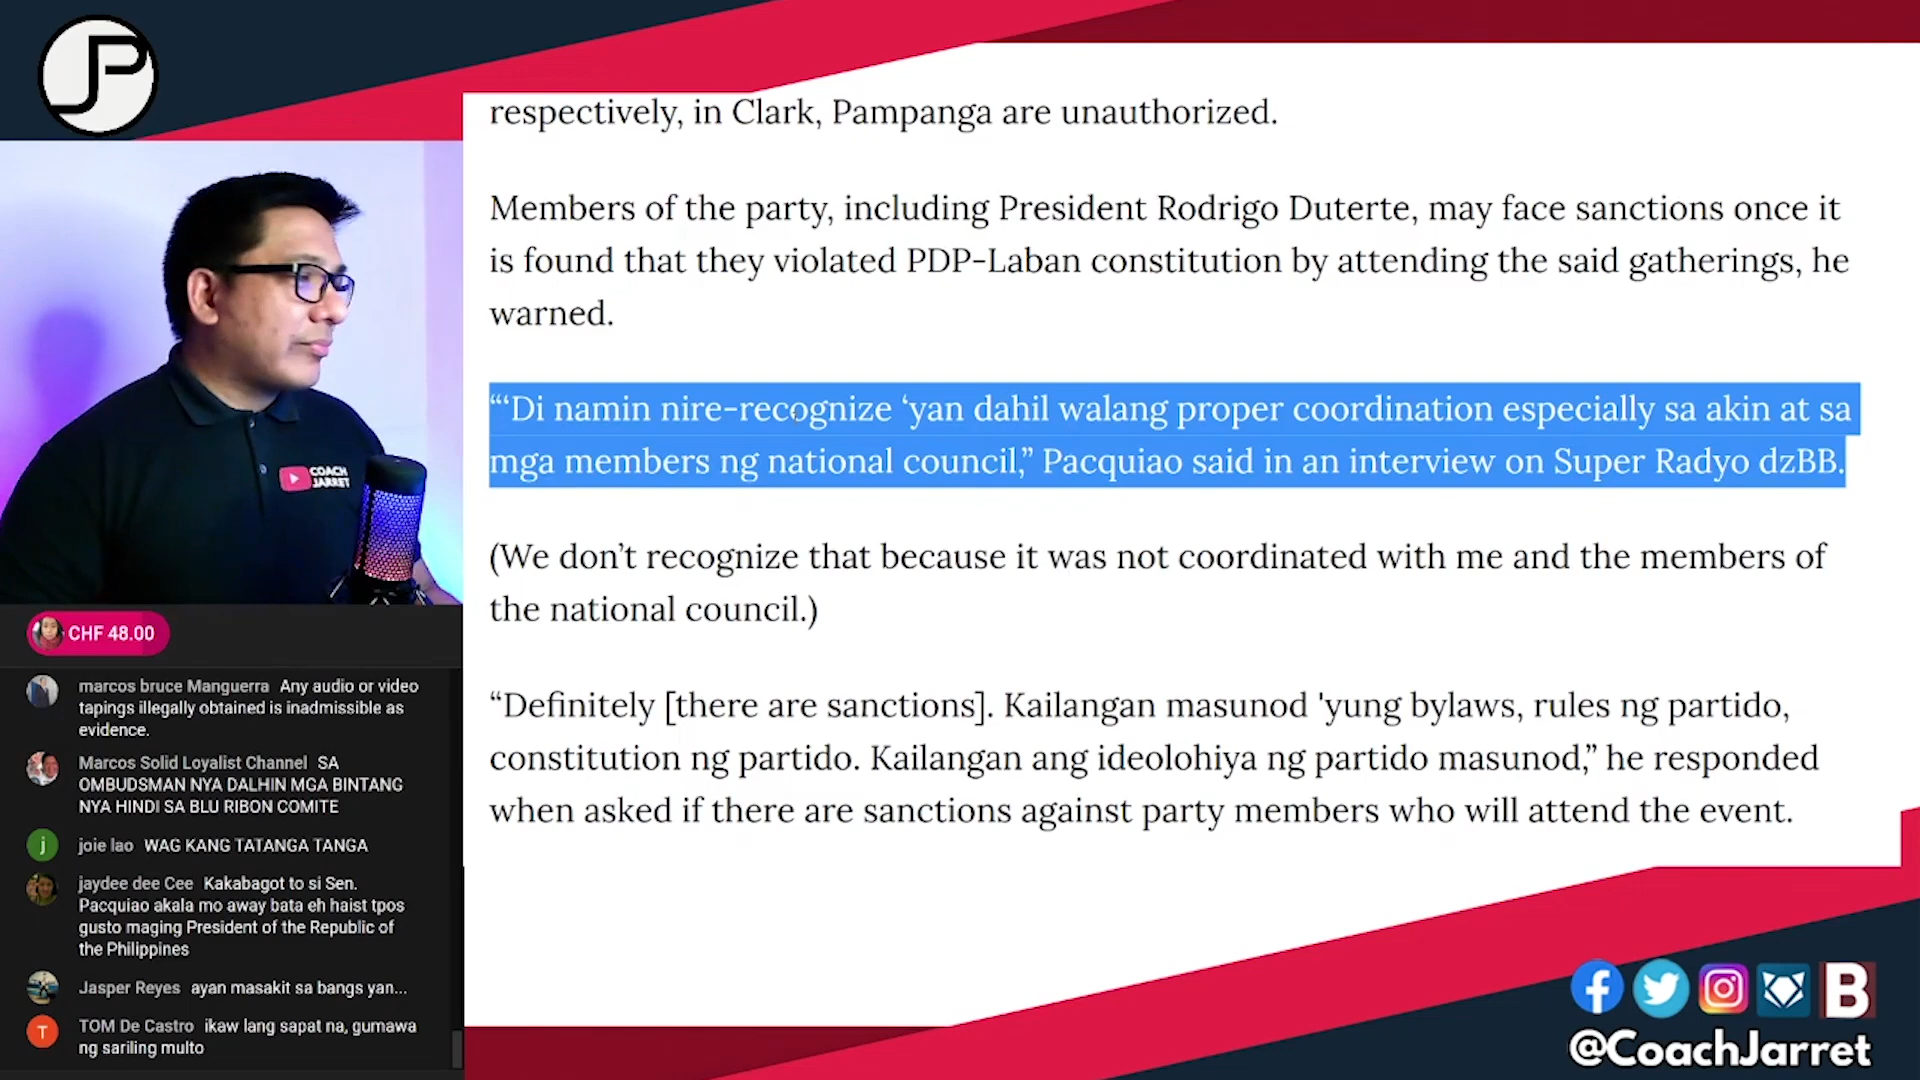 JP
respectively, in Clark, Pampanga are unauthorized.
Members of the party, including President Rodrigo Duterte, may face sanctions once it
is found that they violated PDP-Laban constitution by attending the said gatherings, he
warned.
“‘Di namin nire-recognize ‘yan dahil walang proper coordination especially sa akin at sa
mga members ng national council,” Pacquiao said in an interview on Super Radyo dzBB.
(We don’t recognize that because it was not coordinated with me and the members of
the national council.)
“Definitely [there are sanctions]. Kailangan masunod 'yung bylaws, rules ng partido,
constitution ng partido. Kailangan ang ideolohiya ng partido masunod,” he responded
when asked if there are sanctions against party members who will attend the event.
COACH
JARRET
CHF 48.00
marcos bruce Manguerra Any audio or video
tapings illegally obtained is inadmissible as
evidence.
Marcos Solid Loyalist Channel SA
OMBUDSMAN NYA DALHIN MGA BINTANG
NYA HINDI SA BLU RIBON COMITE
j
joie lao WAG KANG TATANGA TANGA
jaydee dee Cee Kakabagot to si Sen.
Pacquiao akala mo away bata eh haist tpos
gusto maging President of the Republic of
the Philippines
Jasper Reyes ayan masakit sa bangs yan...
T
TOM De Castro ikaw lang sapat na, gumawa
ng sariling multo
B
@CoachJarret